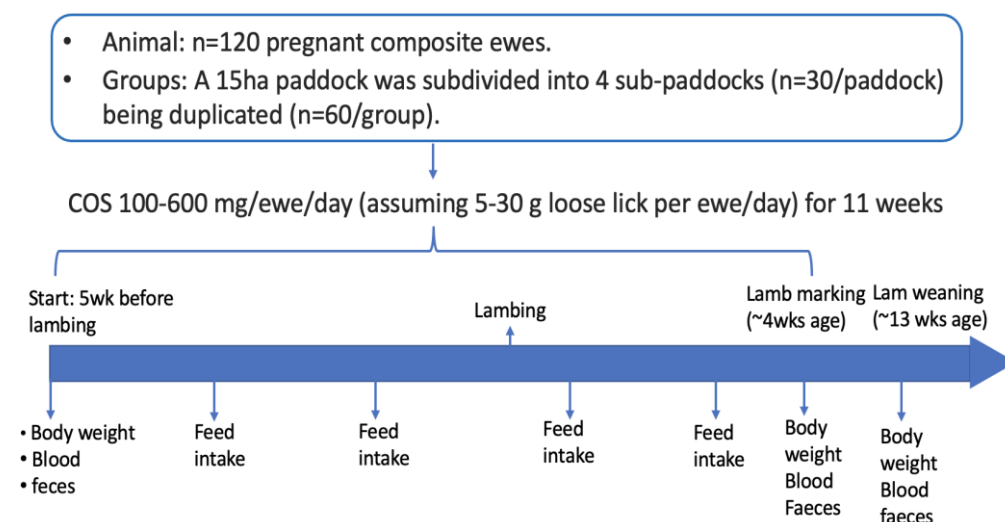 • Animal: n=120 pregnant composite ewes.
• Groups: A 15ha paddock was subdivided into 4 sub-paddocks (n=30/paddock)
being duplicated (n=60/group).
COS 100-600 mg/ewe/day (assuming 5-30 g loose lick per ewe/day) for 11 weeks
Start: 5wk before
lambing
Lambing
Lamb marking
(~4wks age)
Lam weaning
(~13 wks age)
• Body weight
• Blood
• feces
Feed
intake
Feed
intake
Feed
intake
Feed
intake
Body
weight
Blood
Faeces
Body
weight
Blood
faeces